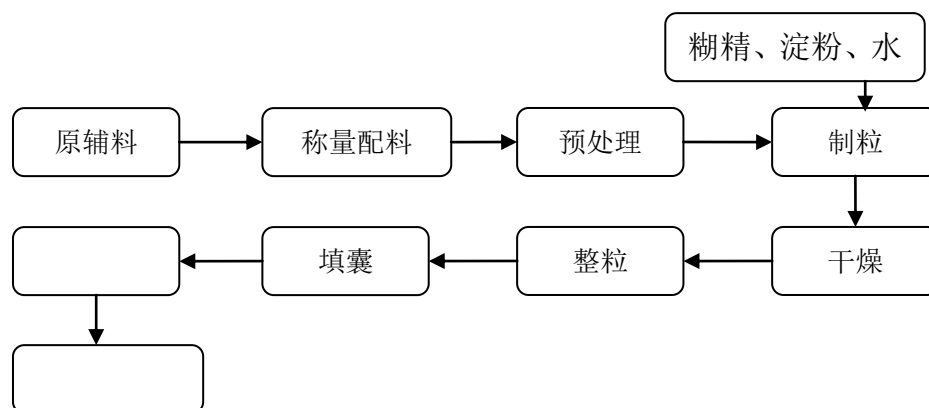 糊精、淀粉、水
原辅料
称量配料
预处理
制粒
填囊
整粒
干燥